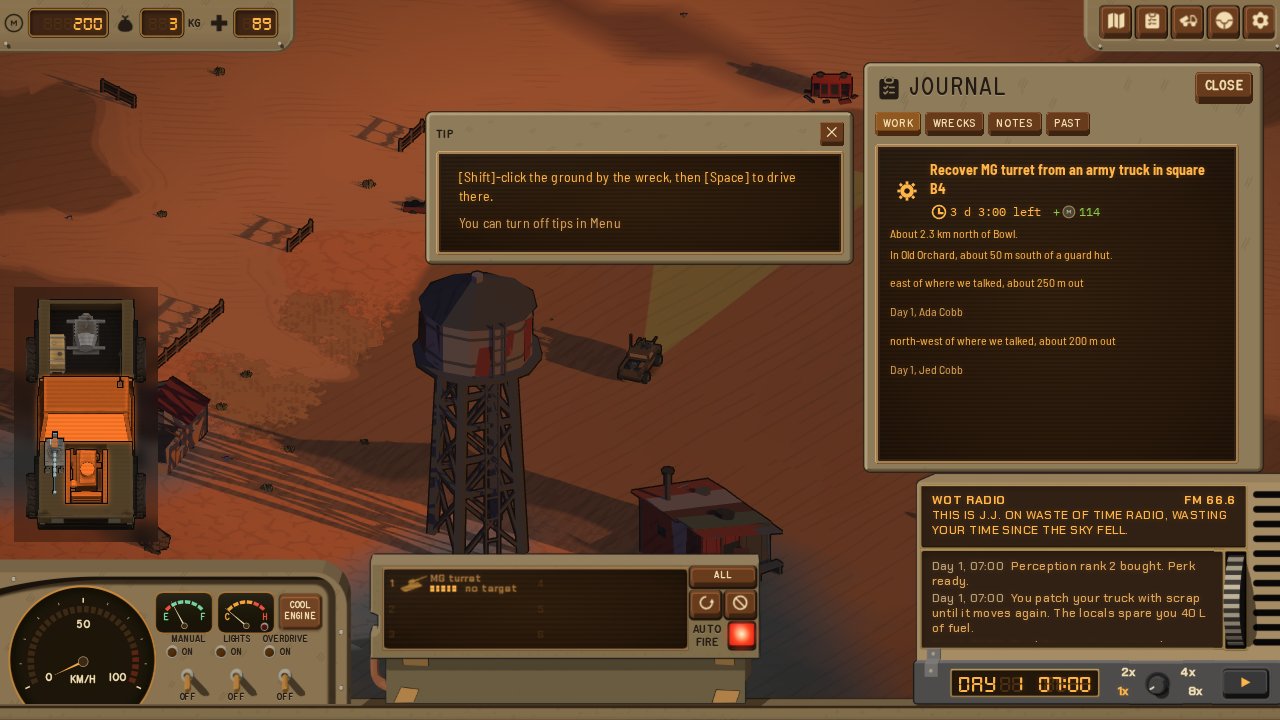 M 200 3 KG 89
JOURNAL
CLOSE
WORK WRECKS NOTES PAST
Recover MG turret from an army truck in square
B4
3 d 3:00 left + M 114
About 2.3 km north of Bowl.
In Old Orchard, about 50 m south of a guard hut.
east of where we talked, about 250 m out
Day 1, Ada Cobb
north-west of where we talked, about 200 m out
Day 1, Jed Cobb
TIP
[Shift]-click the ground by the wreck, then [Space] to drive
there.
You can turn off tips in Menu
WOT RADIO FM 66.6
THIS IS J.J. ON WASTE OF TIME RADIO, WASTING
YOUR TIME SINCE THE SKY FELL.
Day 1, 07:00 Perception rank 2 bought. Perk
ready.
Day 1, 07:00 You patch your truck with scrap
until it moves again. The locals spare you 40 L
of fuel.
DAY 1 07:00
2x 4x
1x 8x
1 MG turret 4
no target
2 5
3 6
ALL
AUTO
FIRE
50
0 KM/H 100
E F C H
COOL
ENGINE
MANUAL LIGHTS OVERDRIVE
ON ON ON
OFF OFF OFF